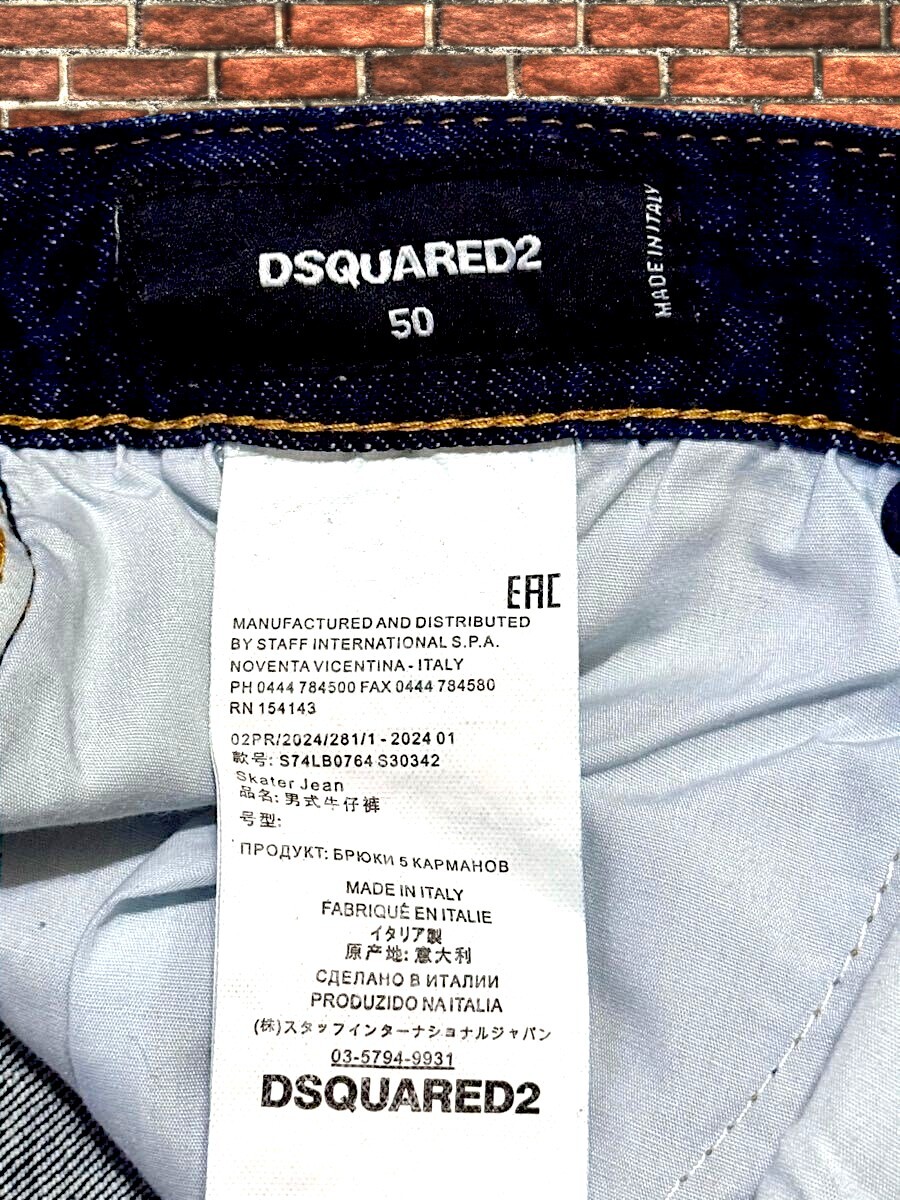 DSQUARED2
50
MADE IN ITALY
EAC
MANUFACTURED AND DISTRIBUTED
BY STAFF INTERNATIONAL S.P.A.
NOVENTA VICENTINA - ITALY
PH 0444 784500 FAX 0444 784580
RN 154143
02PR/2024/281/1 - 2024 01
款号: S74LB0764 S30342
Skater Jean
品名: 男式牛仔裤
号型:
ПРОДУКТ: БРЮКИ 5 КАРМАНОВ
MADE IN ITALY
FABRIQUÉ EN ITALIE
イタリア製
原产地: 意大利
СДЕЛАНО В ИТАЛИИ
PRODUZIDO NA ITALIA
(株)スタッフインターナショナルジャパン
03-5794-9931
DSQUARED2